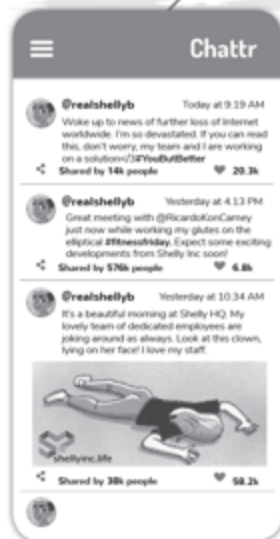 Chattr
@realshellyb Today at 9.19 AM
Woke up to news of further loss of Internet
worldwide. I'm so devastated. If you can read
this, don't worry, my team and I are working
on a solution</3#YouButBetter
Shared by 14k people 20.3k
@realshellyb Yesterday at 4.13 PM
Great meeting with @RicardoKonCarney
just now while working my glutes on the
elliptical #fitnessfriday. Expect some exciting
developments from Shelly Inc soon!
Shared by 576k people 6.8k
@realshellyb Yesterday at 10.34 AM
It's a beautiful morning at Shelly HQ. My
lovely team of dedicated employees are
joking around as always. Look at this clown,
lying on her face! I love my staff.
shellyinc.life
Shared by 38k people 58.2k